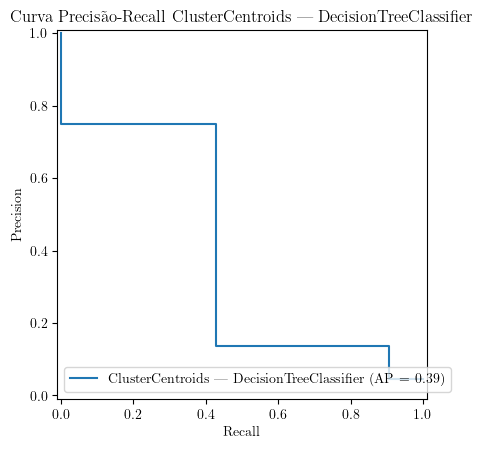 Curva Precisão-Recall ClusterCentroids — DecisionTreeClassifier
1.0
0.8
0.6
0.4
0.2
0.0
Precision
ClusterCentroids — DecisionTreeClassifier (AP = 0.39)
0.0 0.2 0.4 0.6 0.8 1.0
Recall